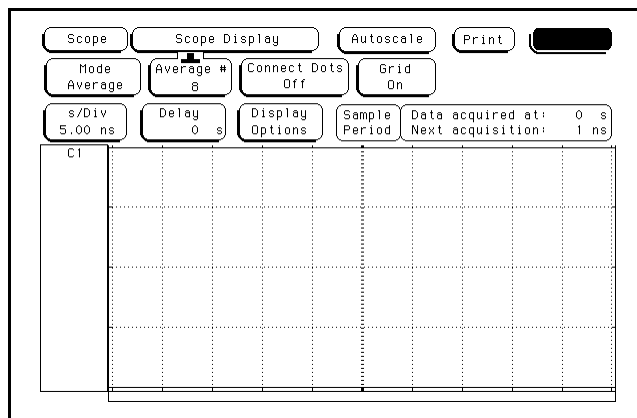 Scope
Scope Display
Autoscale
Print
Mode
Average
Average #
8
Connect Dots
Off
Grid
On
s/Div
5.00 ns
Delay
0 s
Display
Options
Sample
Period
Data acquired at: 0 s
Next acquisition: 1 ns
C1